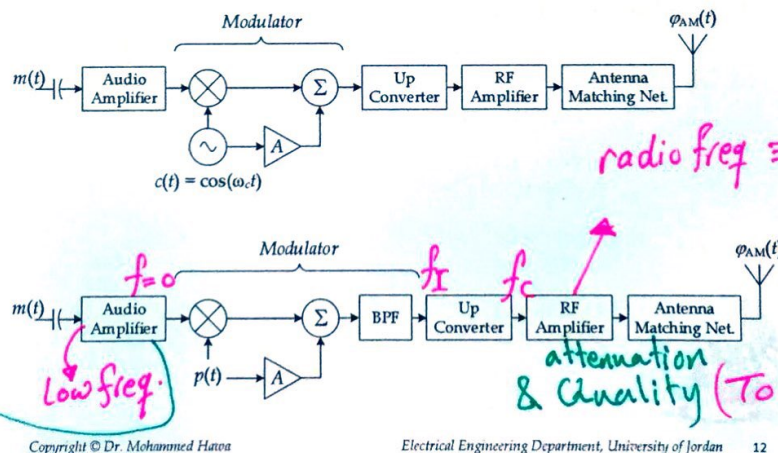 Modulator
φAM(t)
m(t)
Audio Amplifier
Σ
Up Converter
RF Amplifier
Antenna Matching Net.
A
c(t) = cos(ωct)
radio freq =
Modulator
φAM(t)
m(t)
f=0
Audio Amplifier
Σ
BPF
fI
Up Converter
fc
RF Amplifier
Antenna Matching Net.
low freq.
p(t)
A
attenuation
& Quality (To
Copyright © Dr. Mohammed Hawa
Electrical Engineering Department, University of Jordan 12